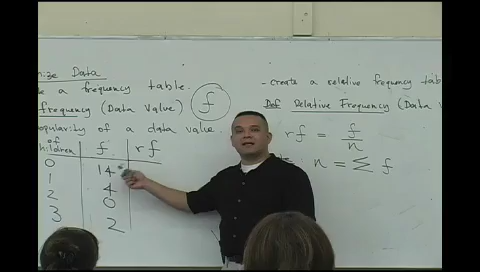 ize Data
e a frequency table.
frequency (Data Value) f
opularity of a data value.
of
hildren f rf
0 14
1 4
2 0
3 2
- create a relative frequency tab
Def Relative Frequency (Data V
rf = f/n
n = ∑ f